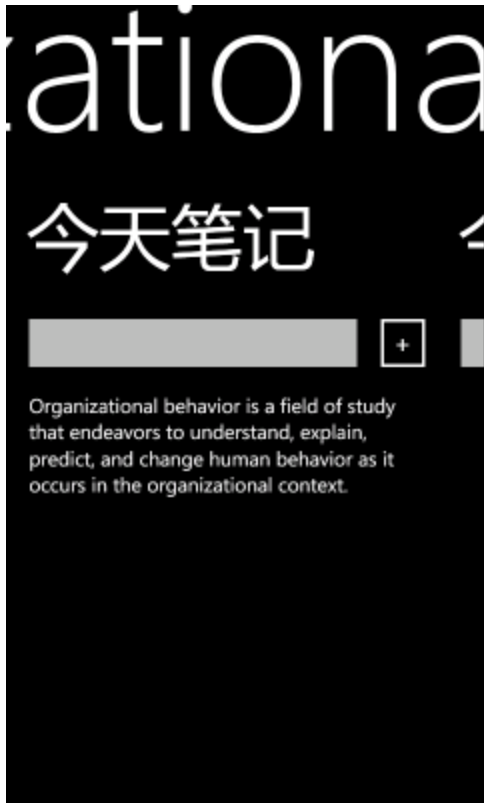 zationa
今天笔记
+
Organizational behavior is a field of study
that endeavors to understand, explain,
predict, and change human behavior as it
occurs in the organizational context.